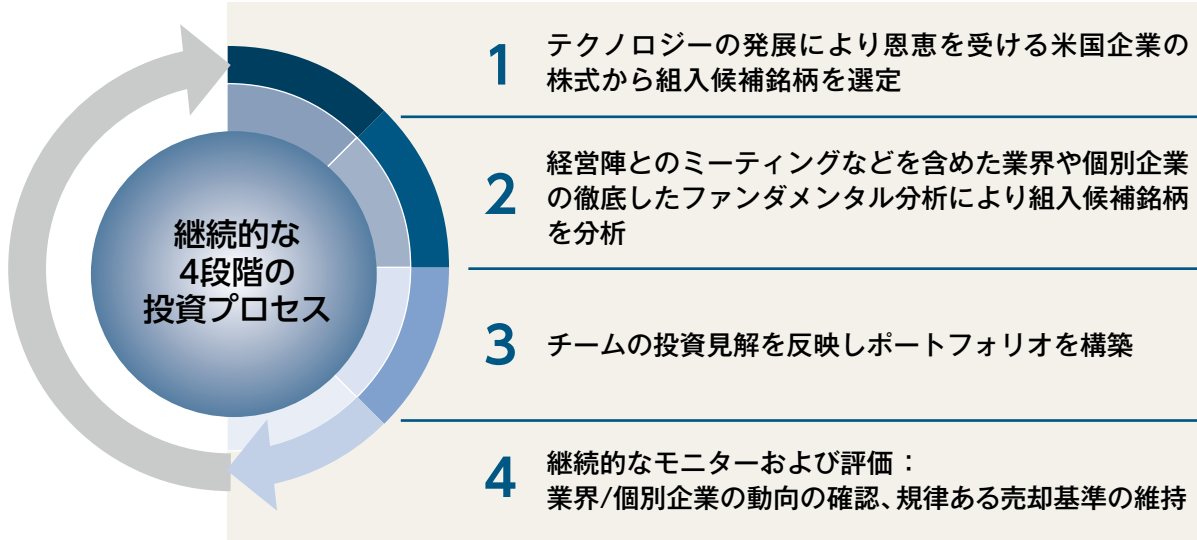 継続的な
4段階の
投資プロセス
1
テクノロジーの発展により恩恵を受ける米国企業の
株式から組入候補銘柄を選定
2
経営陣とのミーティングなどを含めた業界や個別企業
の徹底したファンダメンタル分析により組入候補銘柄
を分析
3
チームの投資見解を反映しポートフォリオを構築
4
継続的なモニターおよび評価：
業界/個別企業の動向の確認、規律ある売却基準の維持